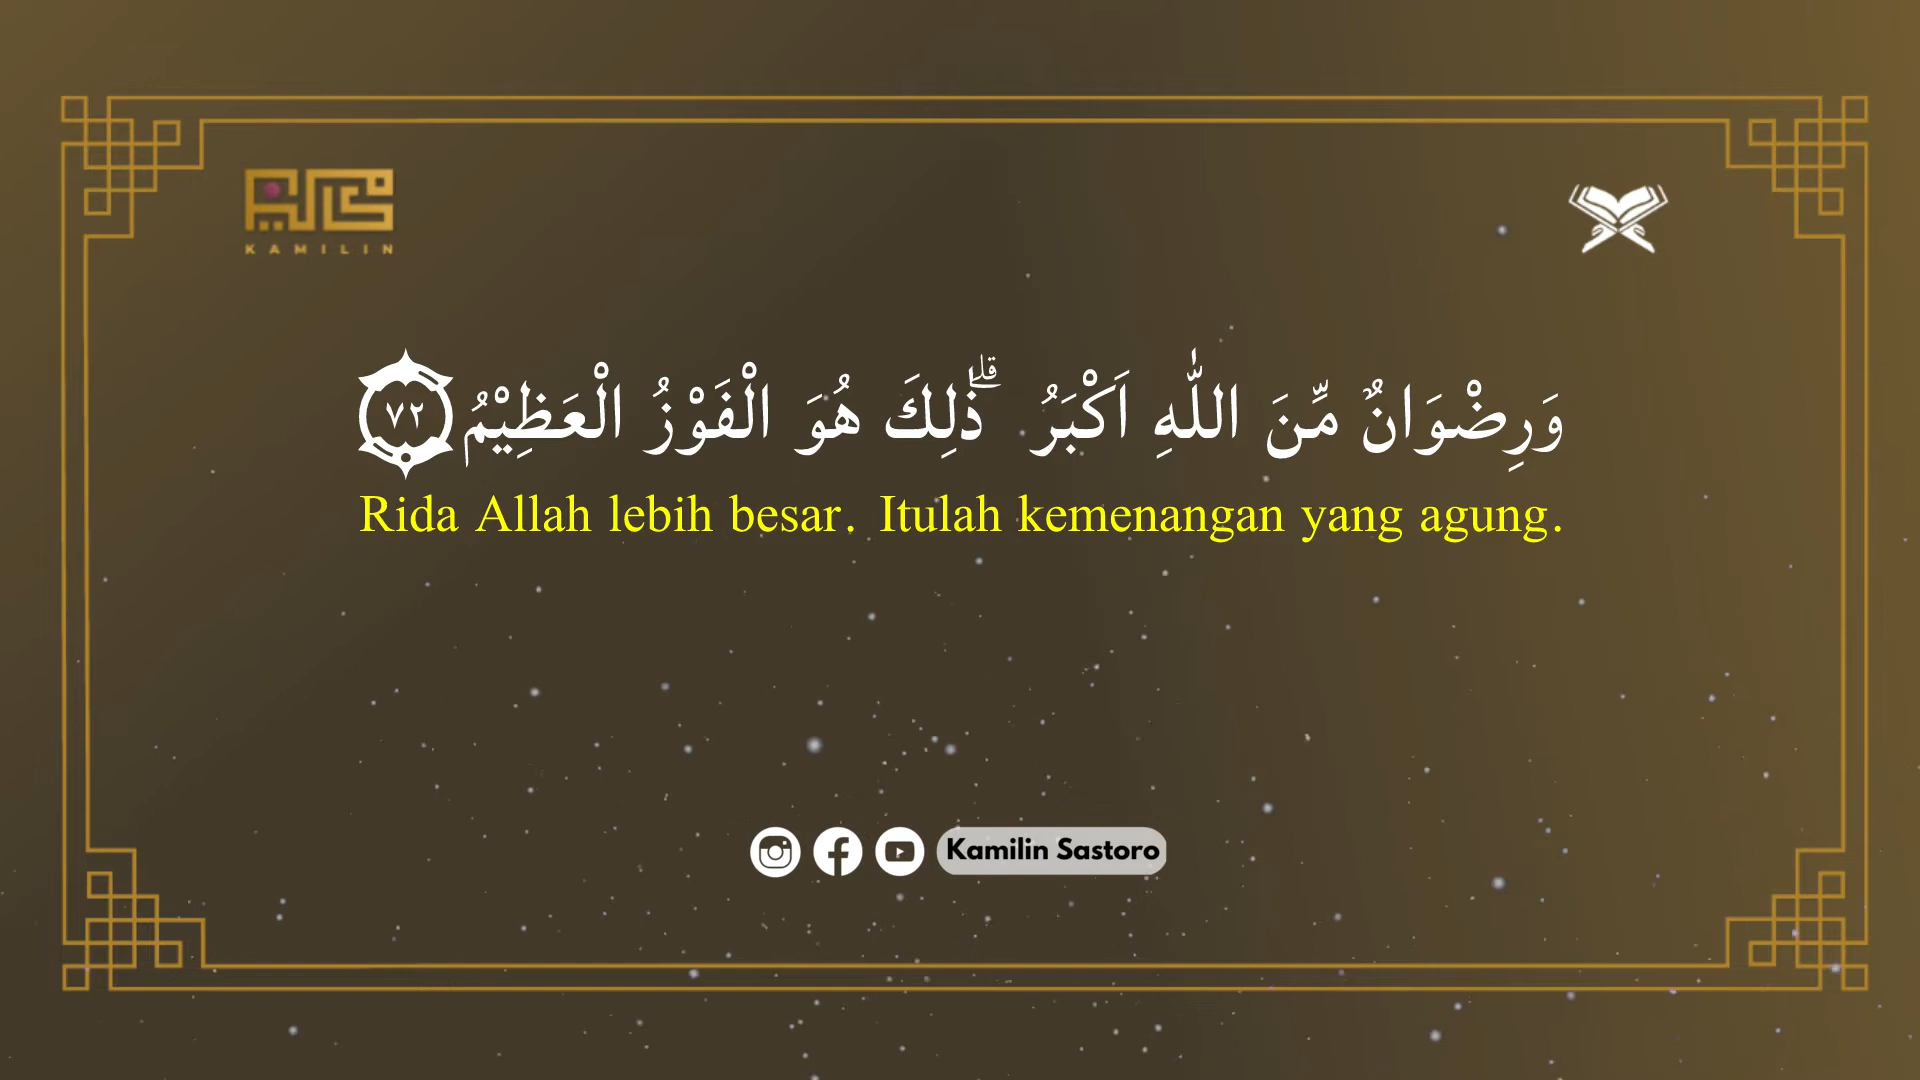 KAMILIN
وَرِضْوَانٌ مِّنَ اللّٰهِ اَكْبَرُ ۗذٰلِكَ هُوَ الْفَوْزُ الْعَظِيْمُ ٧٢
Rida Allah lebih besar. Itulah kemenangan yang agung.
Kamilin Sastoro